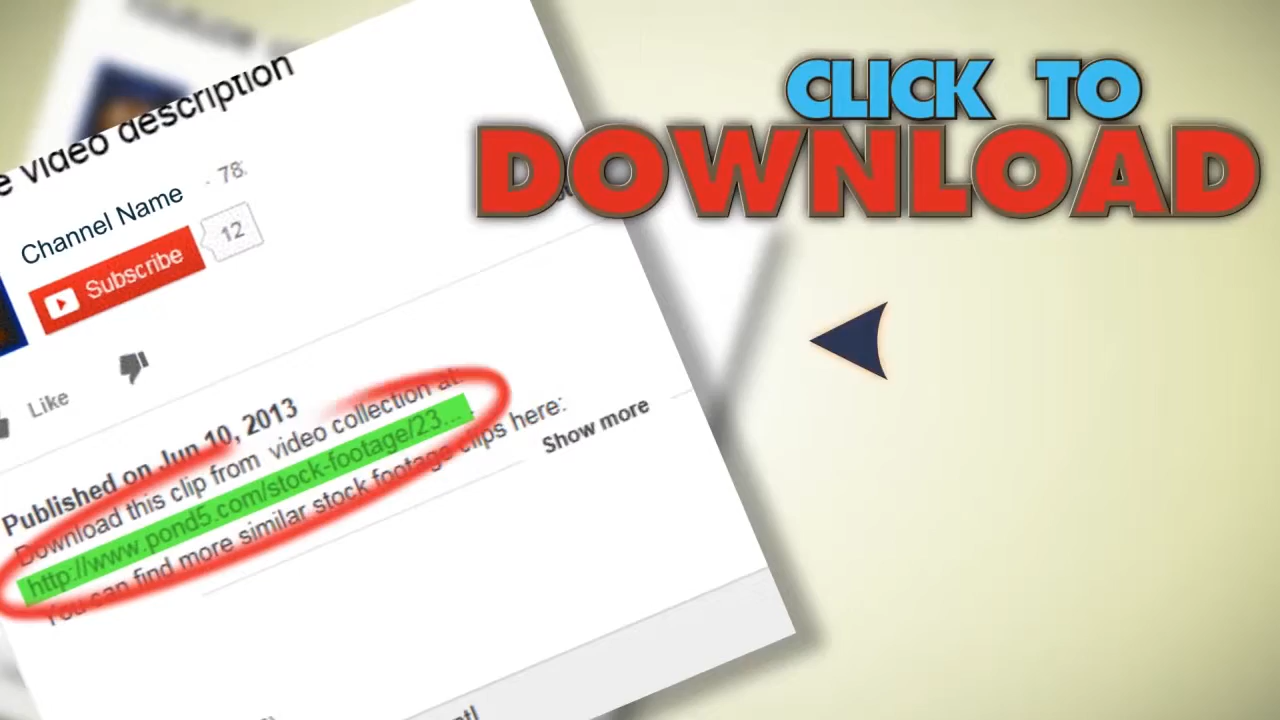 CLICK TO
DOWNLOAD
e video description
Channel Name
Subscribe
12
Like
Published on Jun 10, 2013
Download this clip from video collection at:
http://www.pond5.com/stock-footage/23...
You can find more similar stock footage clips here:
Show more